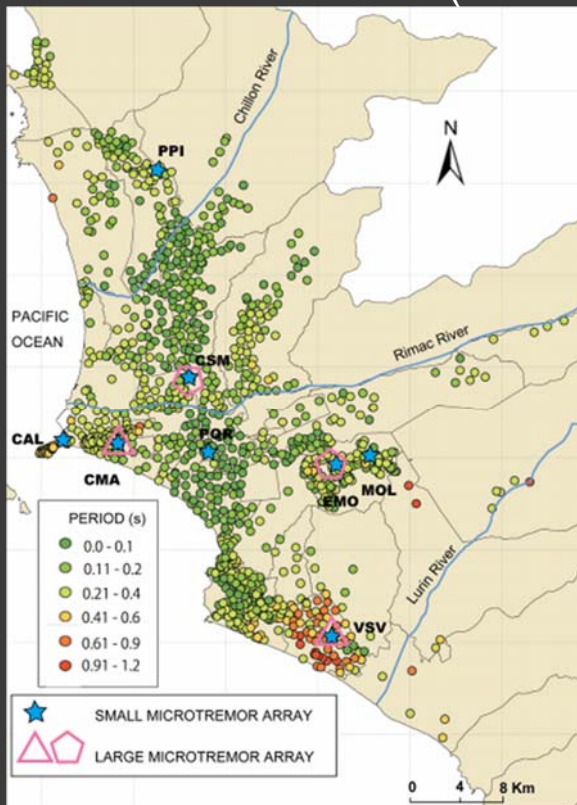 N
Chillon River
PPI
PACIFIC
OCEAN
Rimac River
CSM
CAL
CMA
PQR
EMO
MOL
Lurin River
VSV
PERIOD (s)
0.0 - 0.1
0.11 - 0.2
0.21 - 0.4
0.41 - 0.6
0.61 - 0.9
0.91 - 1.2
SMALL MICROTREMOR ARRAY
LARGE MICROTREMOR ARRAY
0 4 8 Km